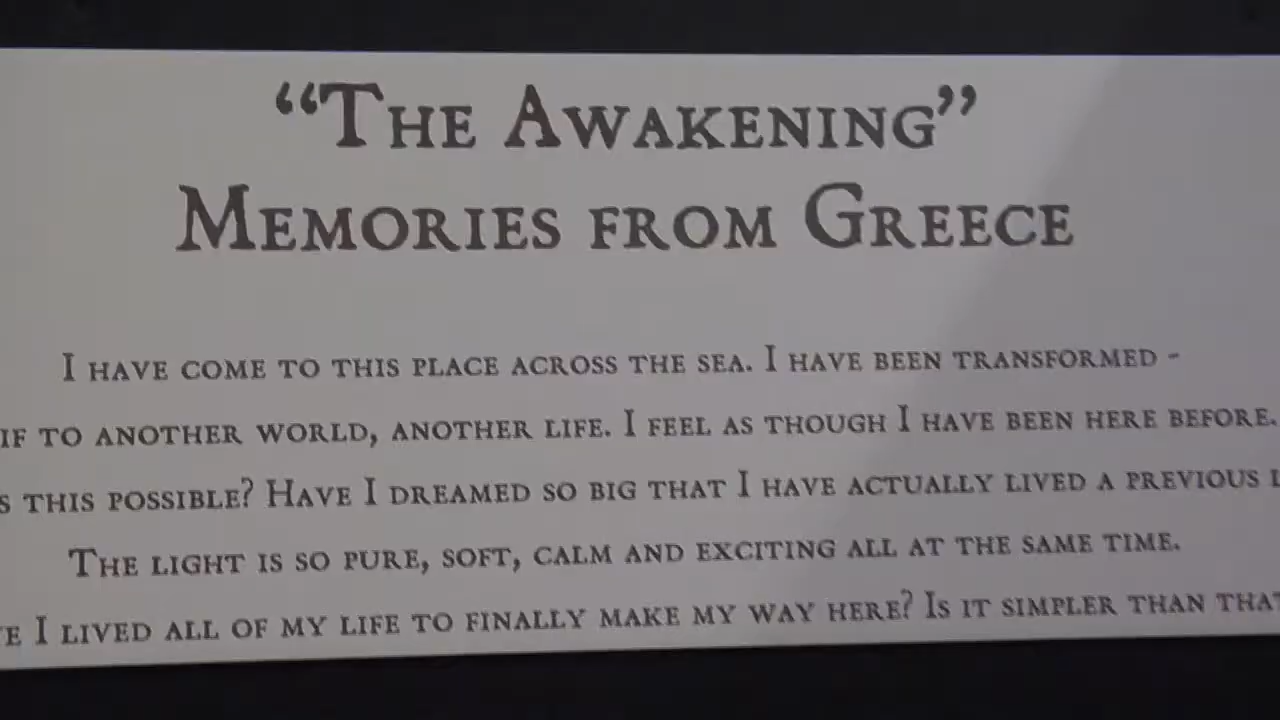 “The Awakening”
Memories from Greece
I have come to this place across the sea. I have been transformed -
if to another world, another life. I feel as though I have been here before.
this possible? Have I dreamed so big that I have actually lived a previous
The light is so pure, soft, calm and exciting all at the same time.
I lived all of my life to finally make my way here? Is it simpler than